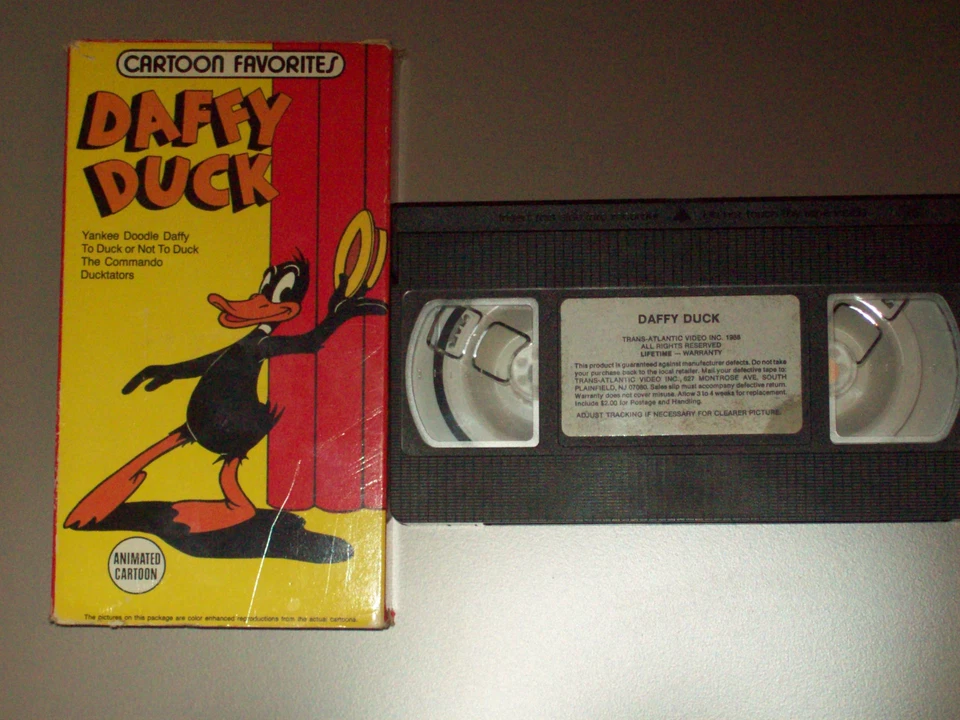 CARTOON FAVORITES
DAFFY
DUCK
Yankee Doodle Daffy
To Duck or Not To Duck
The Commando
Ducktators
ANIMATED
CARTOON
The pictures on this package are color enhanced reproductions from the actual cartoons.
DAFFY DUCK
TRANS-ATLANTIC VIDEO INC. 1988
ALL RIGHTS RESERVED
LIFETIME — WARRANTY
This product is guaranteed against manufacturer defects. Do not take
your purchase back to the local retailer. Mail your defective tape to:
TRANS-ATLANTIC VIDEO INC., 627 MONTROSE AVE, SOUTH
PLAINFIELD, NJ 07080. Sales slip must accompany defective return.
Warranty does not cover misuse. Allow 3 to 4 weeks for replacement.
Include $3.00 for Postage and Handling.
ADJUST TRACKING IF NECESSARY FOR CLEARER PICTURE.